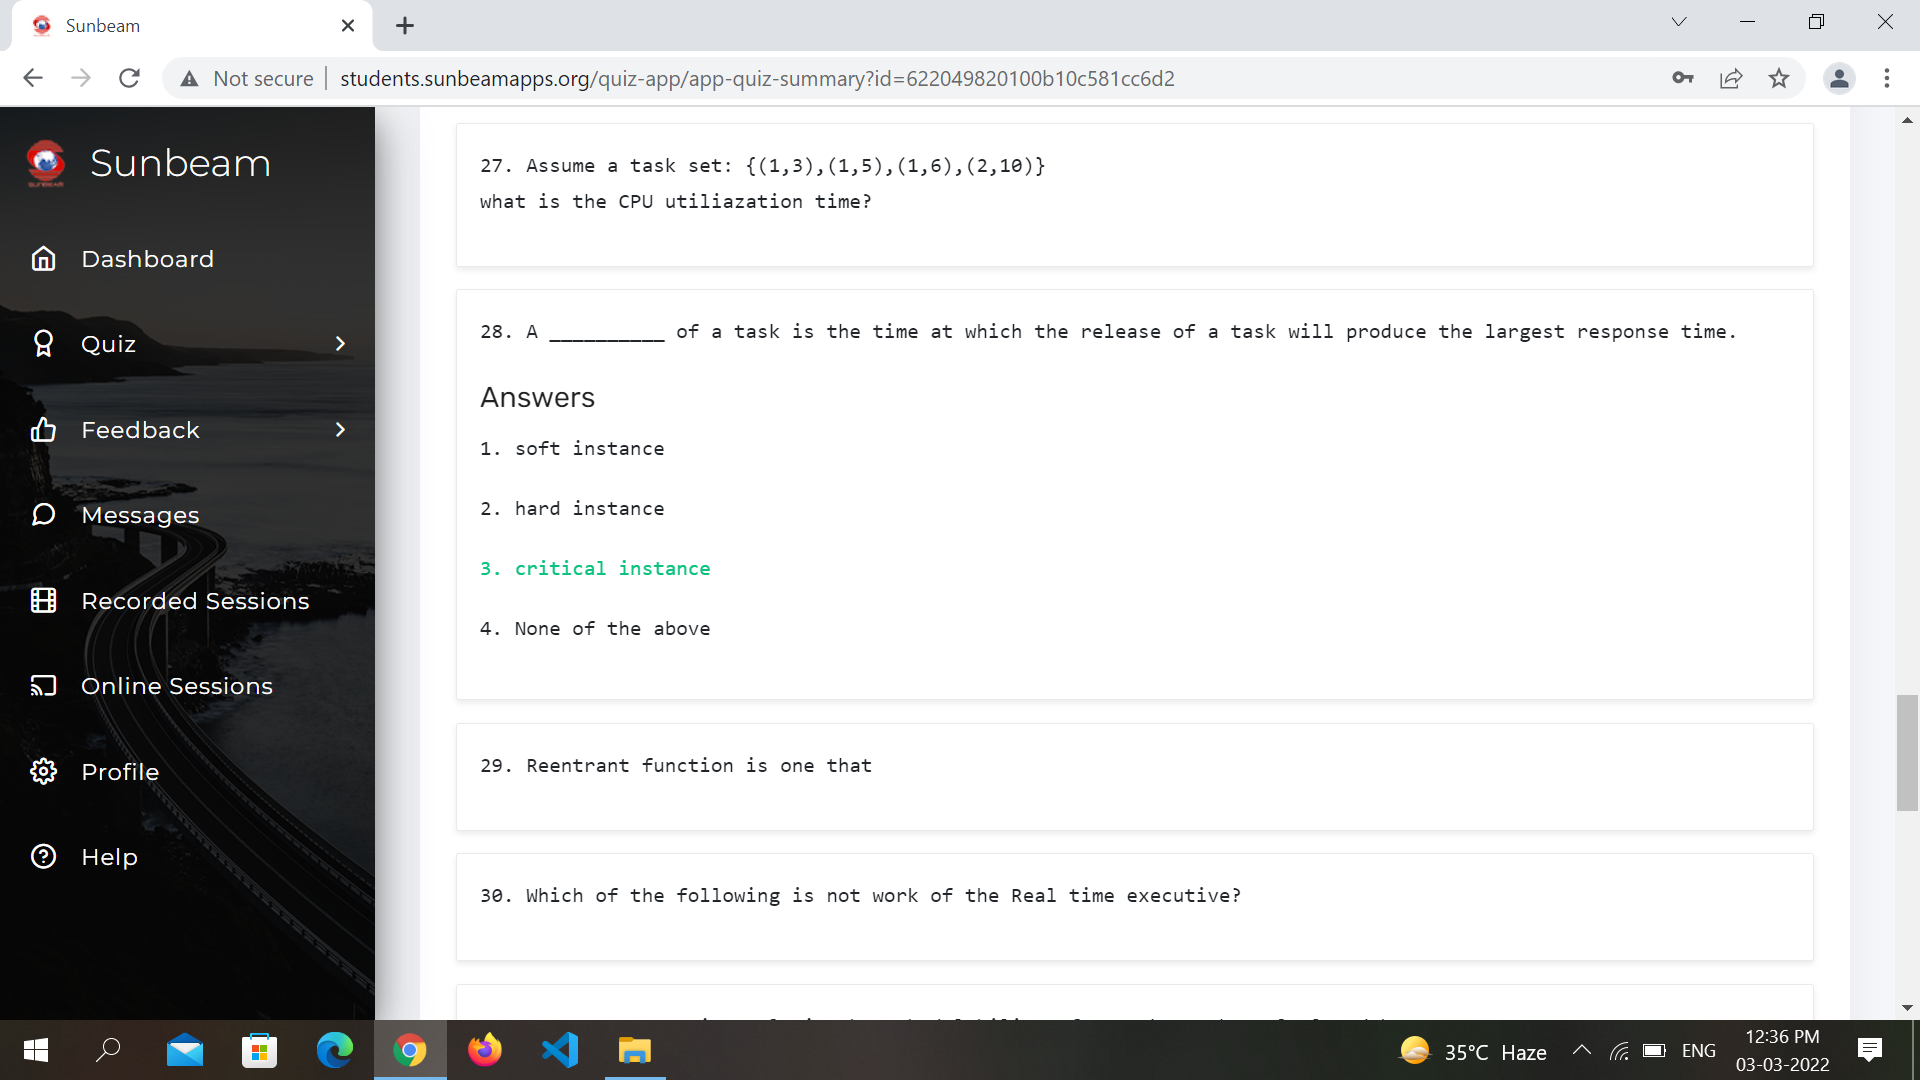 Sunbeam
Not secure
students.sunbeamapps.org/quiz-app/app-quiz-summary?id=622049820100b10c581cc6d2
Sunbeam
Dashboard
Quiz
Feedback
Messages
Recorded Sessions
Online Sessions
Profile
Help
27. Assume a task set: {(1,3),(1,5),(1,6),(2,10)}
what is the CPU utiliazation time?
28. A __________ of a task is the time at which the release of a task will produce the largest response time.
Answers
1. soft instance
2. hard instance
3. critical instance
4. None of the above
29. Reentrant function is one that
30. Which of the following is not work of the Real time executive?
35°C Haze
ENG
12:36 PM
03-03-2022